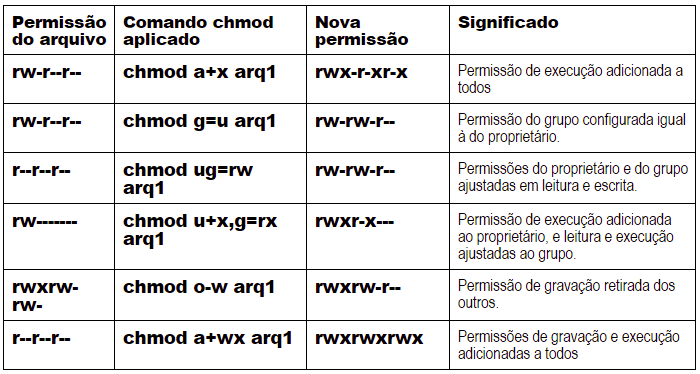 Permissão do arquivo
Comando chmod aplicado
Nova permissão
Significado
rw-r--r--
chmod a+x arq1
rwx-r-xr-x
Permissão de execução adicionada a
todos
rw-r--r--
chmod g=u arq1
rw-rw-r--
Permissão do grupo configurada igual
à do proprietário.
r--r--r--
chmod ug=rw
arq1
rw-rw-r--
Permissões do proprietário e do grupo
ajustadas em leitura e escrita.
rw-------
chmod u+x,g=rx
arq1
rwxr-x---
Permissão de execução adicionada
ao proprietário, e leitura e execução
ajustadas ao grupo.
rwxrw-
rw-
chmod o-w arq1
rwxrw-r--
Permissão de gravação retirada dos
outros.
r--r--r--
chmod a+wx arq1
rwxrwxrwx
Permissões de gravação e execução
adicionadas a todos